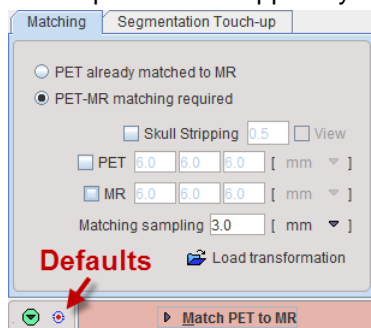 Matching Segmentation Touch-up
PET already matched to MR
PET-MR matching required
Skull Stripping 0.5 View
PET 6.0 6.0 6.0 [ mm ]
MR 6.0 6.0 6.0 [ mm ]
Matching sampling 3.0 [ mm ]
Defaults Load transformation
Match PET to MR